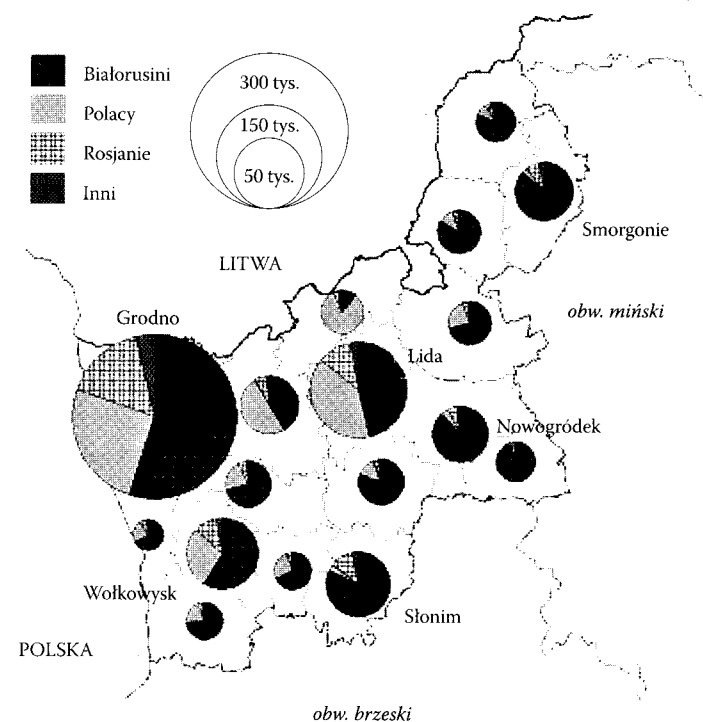 Białorusini
Polacy
Rosjanie
Inni
300 tys.
150 tys.
50 tys.
Smorgonie
LITWA
obw. miński
Grodno
Lida
Nowogródek
Wołkowysk
Słonim
POLSKA
obw. brzeski